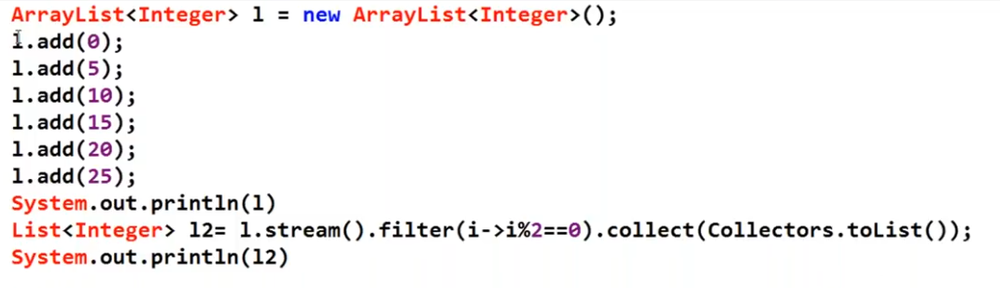 ArrayList<Integer> l = new ArrayList<Integer>();
l.add(0);
l.add(5);
l.add(10);
l.add(15);
l.add(20);
l.add(25);
System.out.println(l)
List<Integer> l2= l.stream().filter(i->i%2==0).collect(Collectors.toList());
System.out.println(l2)